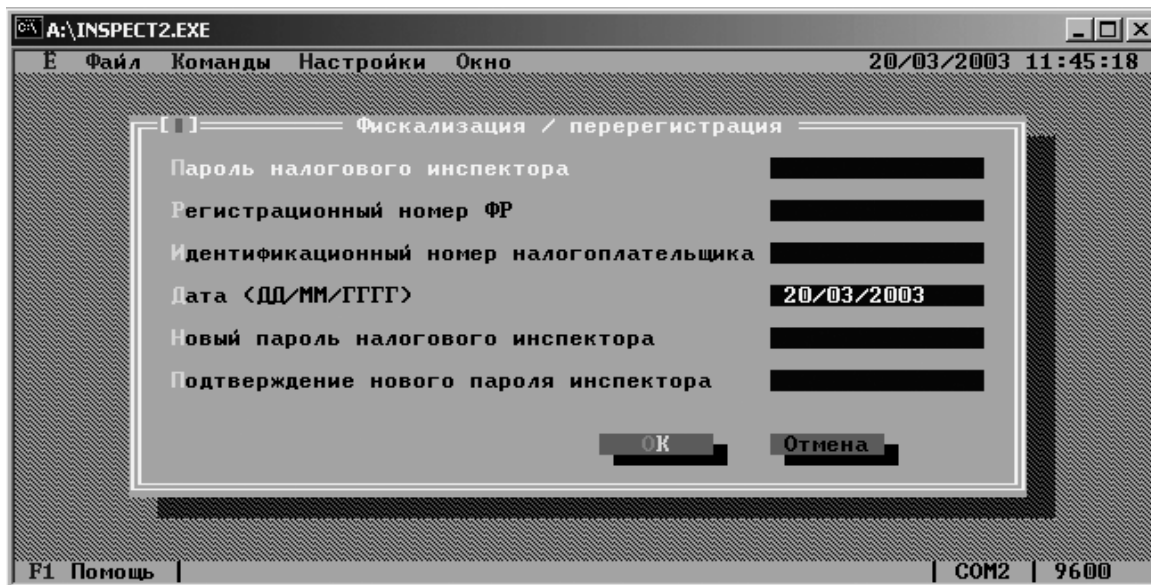 A:\INSPECT2.EXE
Ё Файл Команды Настройки Окно 20/03/2003 11:45:18
Фискализация / перерегистрация
Пароль налогового инспектора
Регистрационный номер ФР
Идентификационный номер налогоплательщика
Дата (ДД/ММ/ГГГГ) 20/03/2003
Новый пароль налогового инспектора
Подтверждение нового пароля инспектора
ОК Отмена
F1 Помощь COM2 9600